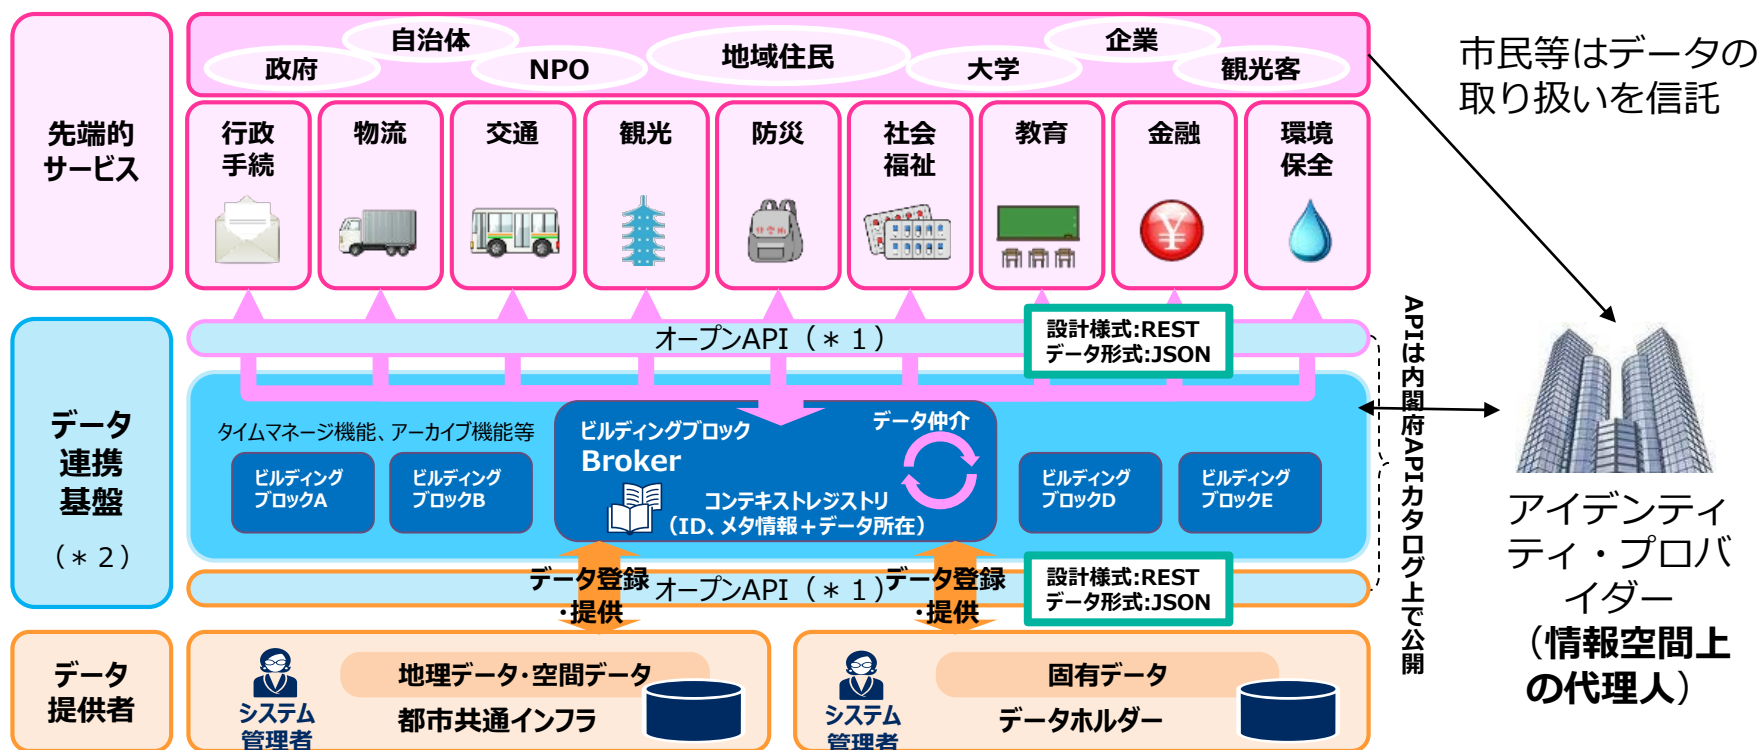 自治体
企業
政府
NPO
地域住民
大学
観光客
市民等はデータの
取り扱いを信託
先端的
サービス
行政
手続
物流
交通
観光
防災
社会
福祉
教育
金融
環境
保全
オープンAPI（＊１）
設計様式:REST
データ形式:JSON
データ
連携
基盤
（＊２）
タイムマネージ機能、アーカイブ機能等
ビルディング
ブロックA
ビルディング
ブロックB
ビルディングブロック
Broker
データ仲介
コンテキストレジストリ
（ID、メタ情報＋データ所在）
ビルディング
ブロックD
ビルディング
ブロックE
APIは内閣府APIカタログ上で公開
アイデンティ
ティ・プロバ
イダー
（情報空間上
の代理人）
データ登録
・提供
オープンAPI（＊１）
データ登録
・提供
設計様式:REST
データ形式:JSON
データ
提供者
システム
管理者
地理データ・空間データ
都市共通インフラ
システム
管理者
固有データ
データホルダー